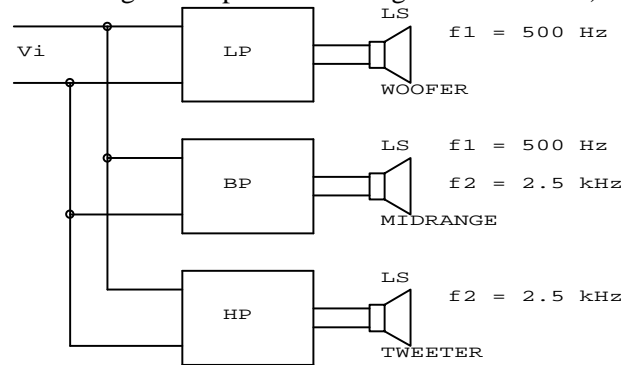 LS f1 = 500 Hz
Vi LP
WOOFER
LS f1 = 500 Hz
BP f2 = 2.5 kHz
MIDRANGE
LS f2 = 2.5 kHz
HP
TWEETER